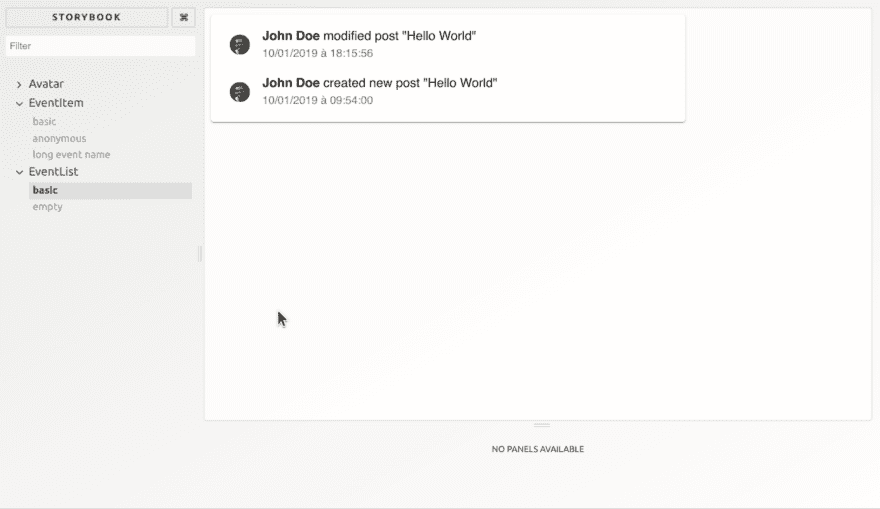 STORYBOOK
⌘
Filter
Avatar
EventItem
basic
anonymous
long event name
EventList
basic
empty
John Doe modified post "Hello World"
10/01/2019 à 18:15:56
John Doe created new post "Hello World"
10/01/2019 à 09:54:00
NO PANELS AVAILABLE